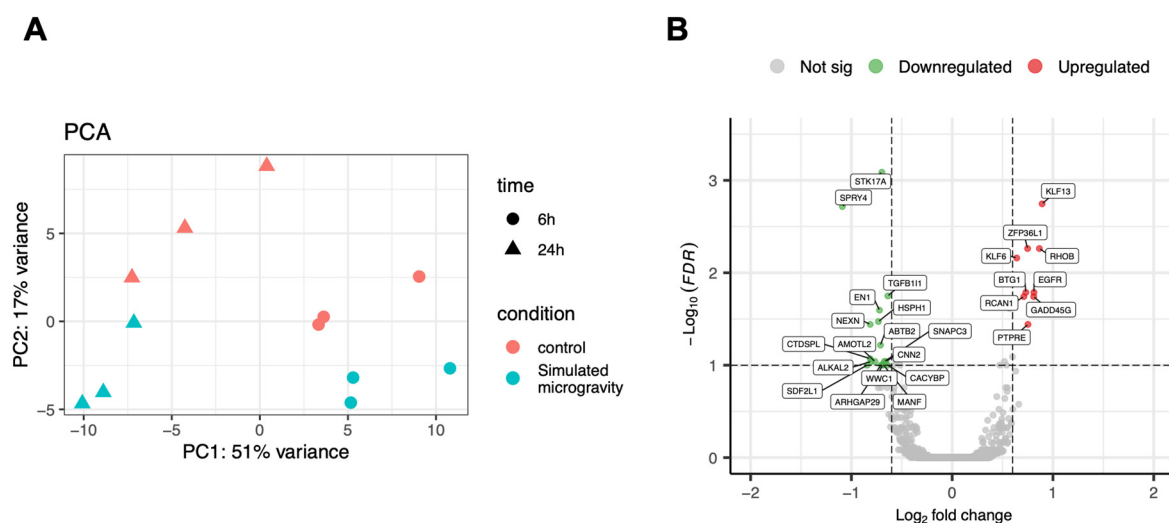 A
PCA
PC2: 17% variance
5
0
−5
−10
−5
0
5
10
PC1: 51% variance
time
6h
24h
condition
control
Simulated
microgravity
B
Not sig
Downregulated
Upregulated
−Log10 (FDR)
3
2
1
0
STK17A
SPRY4
KLF13
ZFP36L1
KLF6
RHOB
TGFB1I1
BTG1
EGFR
EN1
RCAN1
HSPH1
GADD45G
NEXN
ABTB2
SNAPC3
PTPRE
CTDSPL
AMOTL2
CNN2
ALKAL2
WWC1
CACYBP
SDF2L1
ARHGAP29
MANF
−2
−1
0
1
2
Log2 fold change